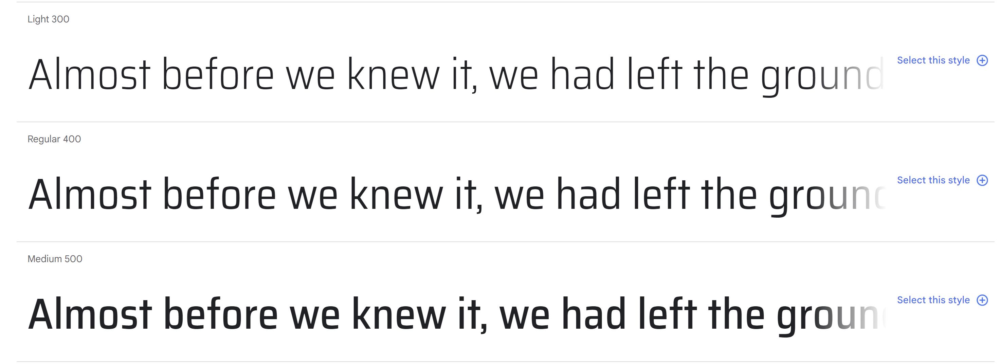 Light 300
Almost before we knew it, we had left the ground
Select this style
Regular 400
Almost before we knew it, we had left the ground
Select this style
Medium 500
Almost before we knew it, we had left the groun
Select this style